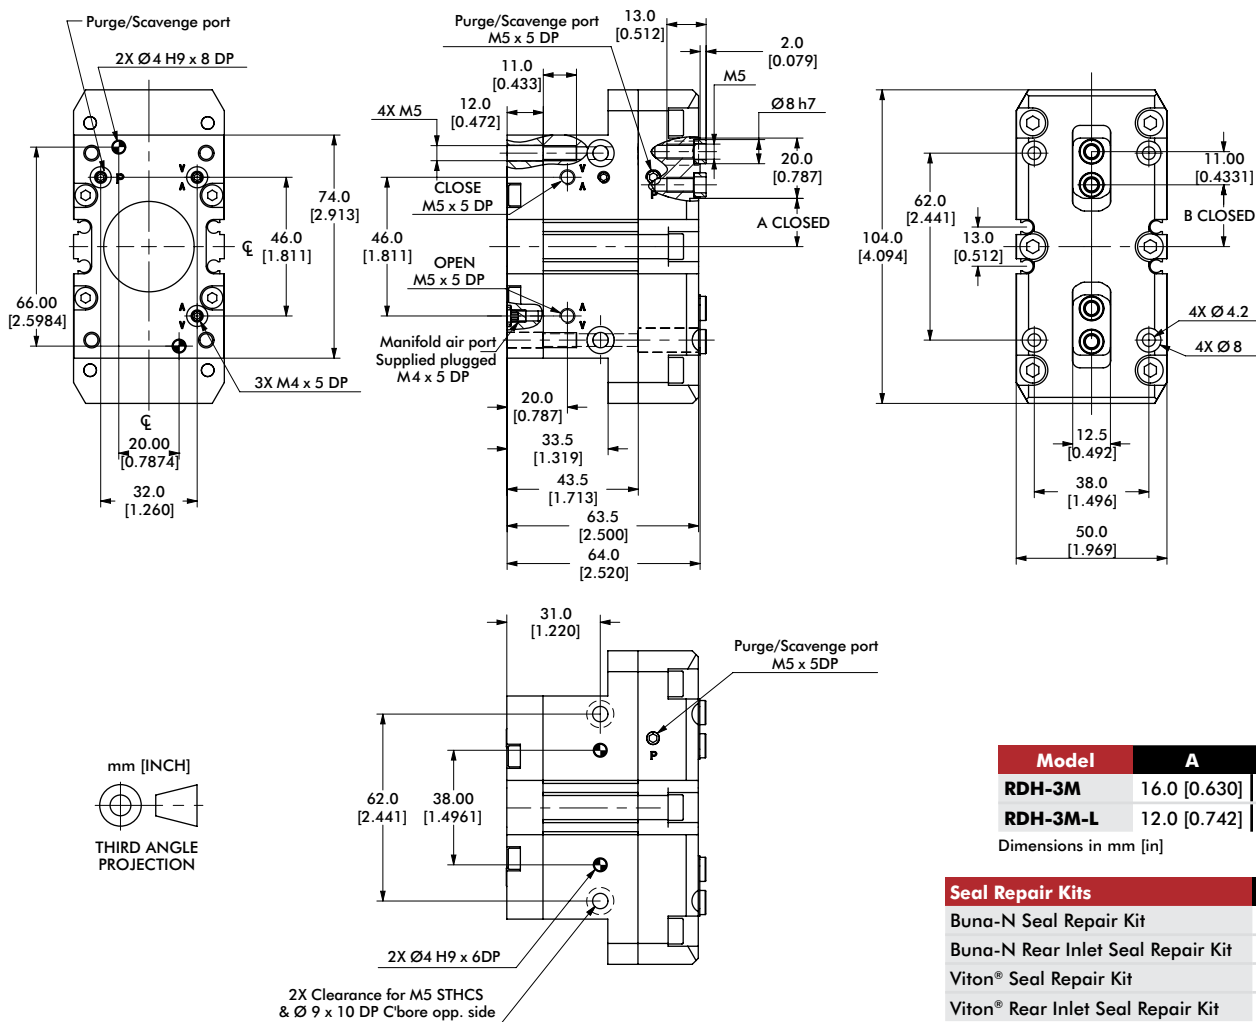 Purge/Scavenge port
2X Ø4 H9 x 8 DP
P
V
A
A
V
74.0
[2.913]
46.0
[1.811]
℄
66.00
[2.5984]
3X M4 x 5 DP
℄
20.00
[0.7874]
32.0
[1.260]
Purge/Scavenge port
M5 x 5 DP
13.0
[0.512]
2.0
[0.079]
11.0
[0.433]
M5
12.0
[0.472]
4X M5
Ø8 h7
20.0
[0.787]
V
A
CLOSE
M5 x 5 DP
A CLOSED
46.0
[1.811]
OPEN
M5 x 5 DP
A
V
Manifold air port
Supplied plugged
M4 x 5 DP
20.0
[0.787]
33.5
[1.319]
43.5
[1.713]
63.5
[2.500]
64.0
[2.520]
11.00
[0.4331]
62.0
[2.441]
B CLOSED
13.0
[0.512]
104.0
[4.094]
4X Ø 4.2
4X Ø 8
12.5
[0.492]
38.0
[1.496]
50.0
[1.969]
31.0
[1.220]
Purge/Scavenge port
M5 x 5DP
P
62.0
[2.441]
38.00
[1.4961]
2X Ø4 H9 x 6DP
2X Clearance for M5 STHCS
& Ø 9 x 10 DP C'bore opp. side
mm [INCH]
THIRD ANGLE
PROJECTION
Model A
RDH-3M 16.0 [0.630]
RDH-3M-L 12.0 [0.742]
Dimensions in mm [in]
Seal Repair Kits
Buna-N Seal Repair Kit
Buna-N Rear Inlet Seal Repair Kit
Viton® Seal Repair Kit
Viton® Rear Inlet Seal Repair Kit